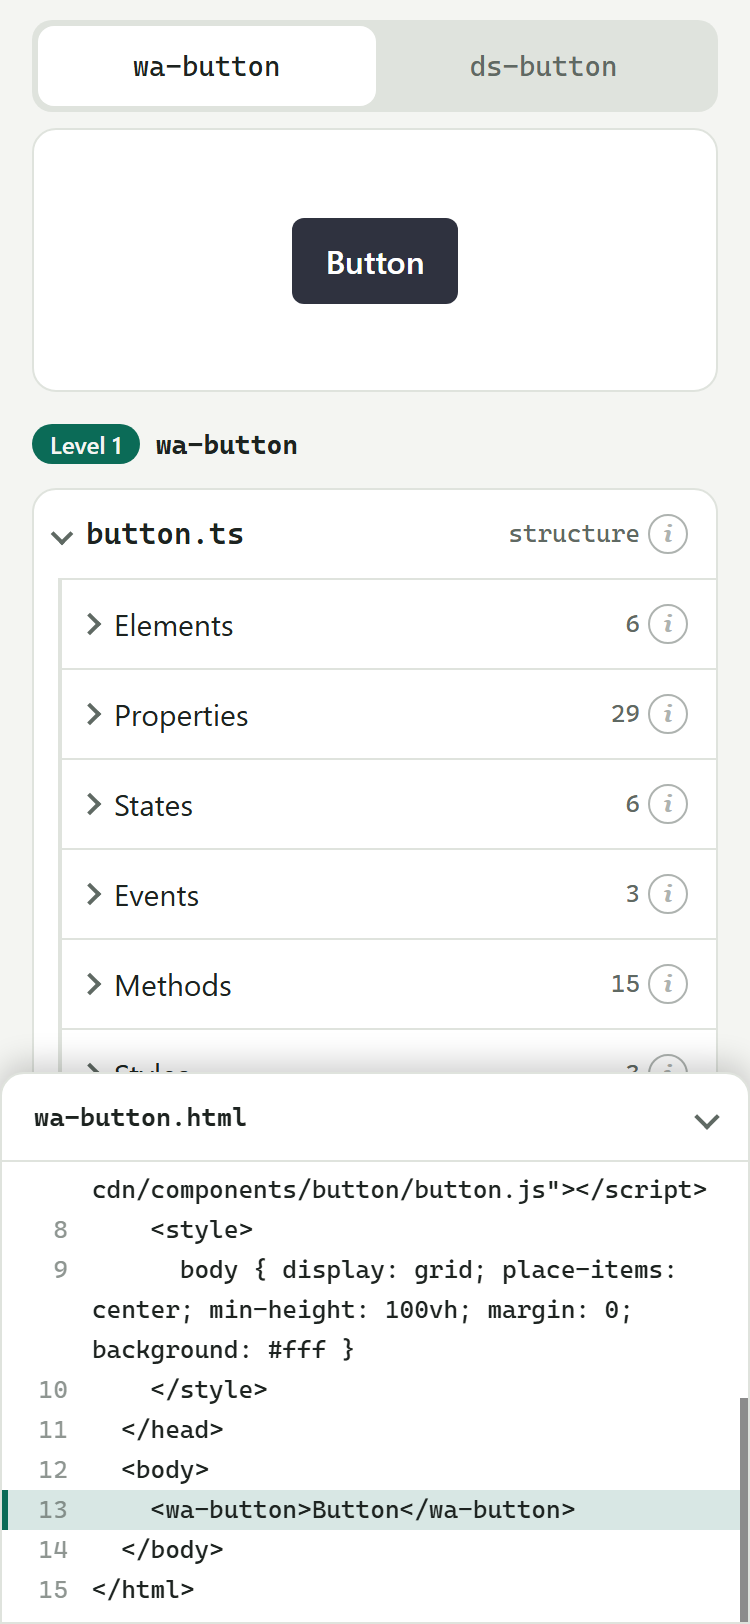 wa-button
ds-button
Button
Level 1 wa-button
button.ts structure i
Elements 6 i
Properties 29 i
States 6 i
Events 3 i
Methods 15 i
Styles
wa-button.html
cdn/components/button/button.js"></script>
8 <style>
9 body { display: grid; place-items:
center; min-height: 100vh; margin: 0;
background: #fff }
10 </style>
11 </head>
12 <body>
13 <wa-button>Button</wa-button>
14 </body>
15 </html>